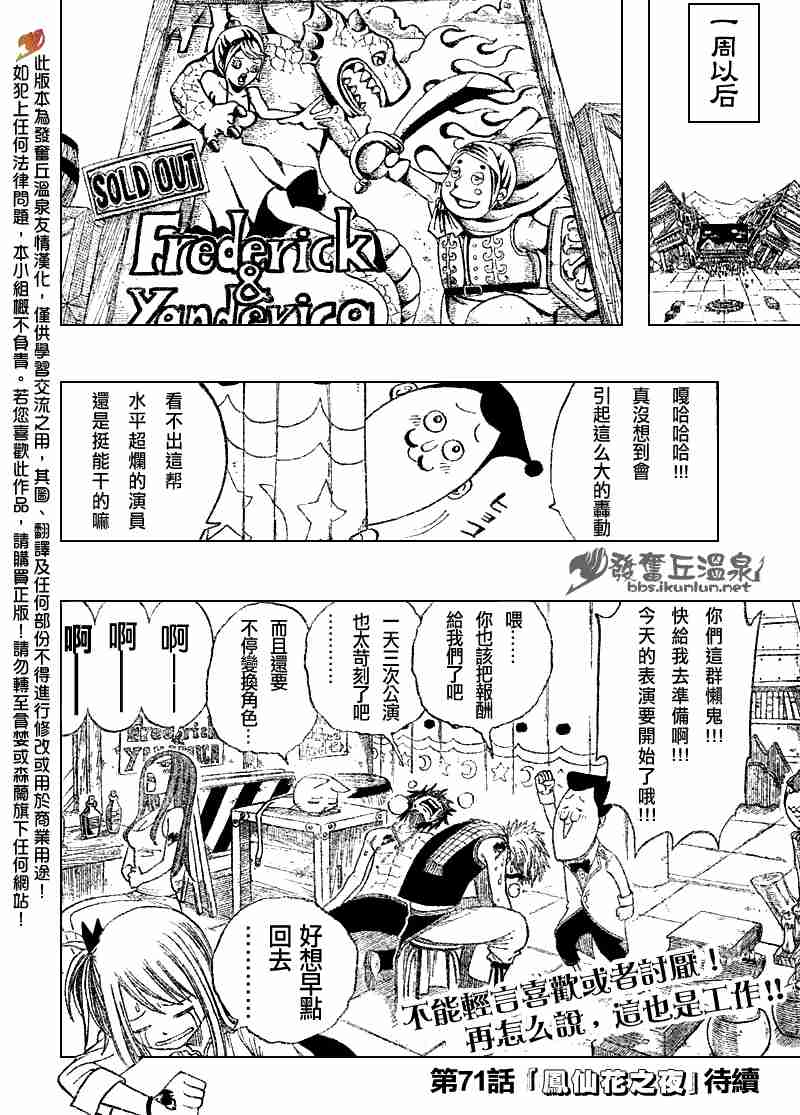 一周以后
SOLD OUT
Frederick
&
Yanderica
嘎哈哈哈!!!
真沒想到會
引起這么大的轟動
看不出這帮
水平超爛的演員
還是挺能干的嘛
發奮丘溫泉
bbs.ikunlun.net
你們這群懶鬼!!!
快給我去準備啊!!!
今天的表演要開始了哦!!!
喂……
你也該把報酬
給我們了吧
一天三次公演
也太苛刻了吧
而且還要
不停變換角色…
啊——
啊——
啊——
Frederick
YANDERICA
好想早點
回去
………
不能輕言喜歡或者討厭！
再怎么說，這也是工作!!
第71話『鳳仙花之夜』待續
此版本為發奮丘溫泉友情漢化，僅供學習交流之用，其圖、翻譯及任何部份不得進行修改或用於商業用途！
如犯上任何法律問題，本小組概不負責。若您喜歡此作品，請購買正版！請勿轉至貪婪或森蘭旗下任何網站！